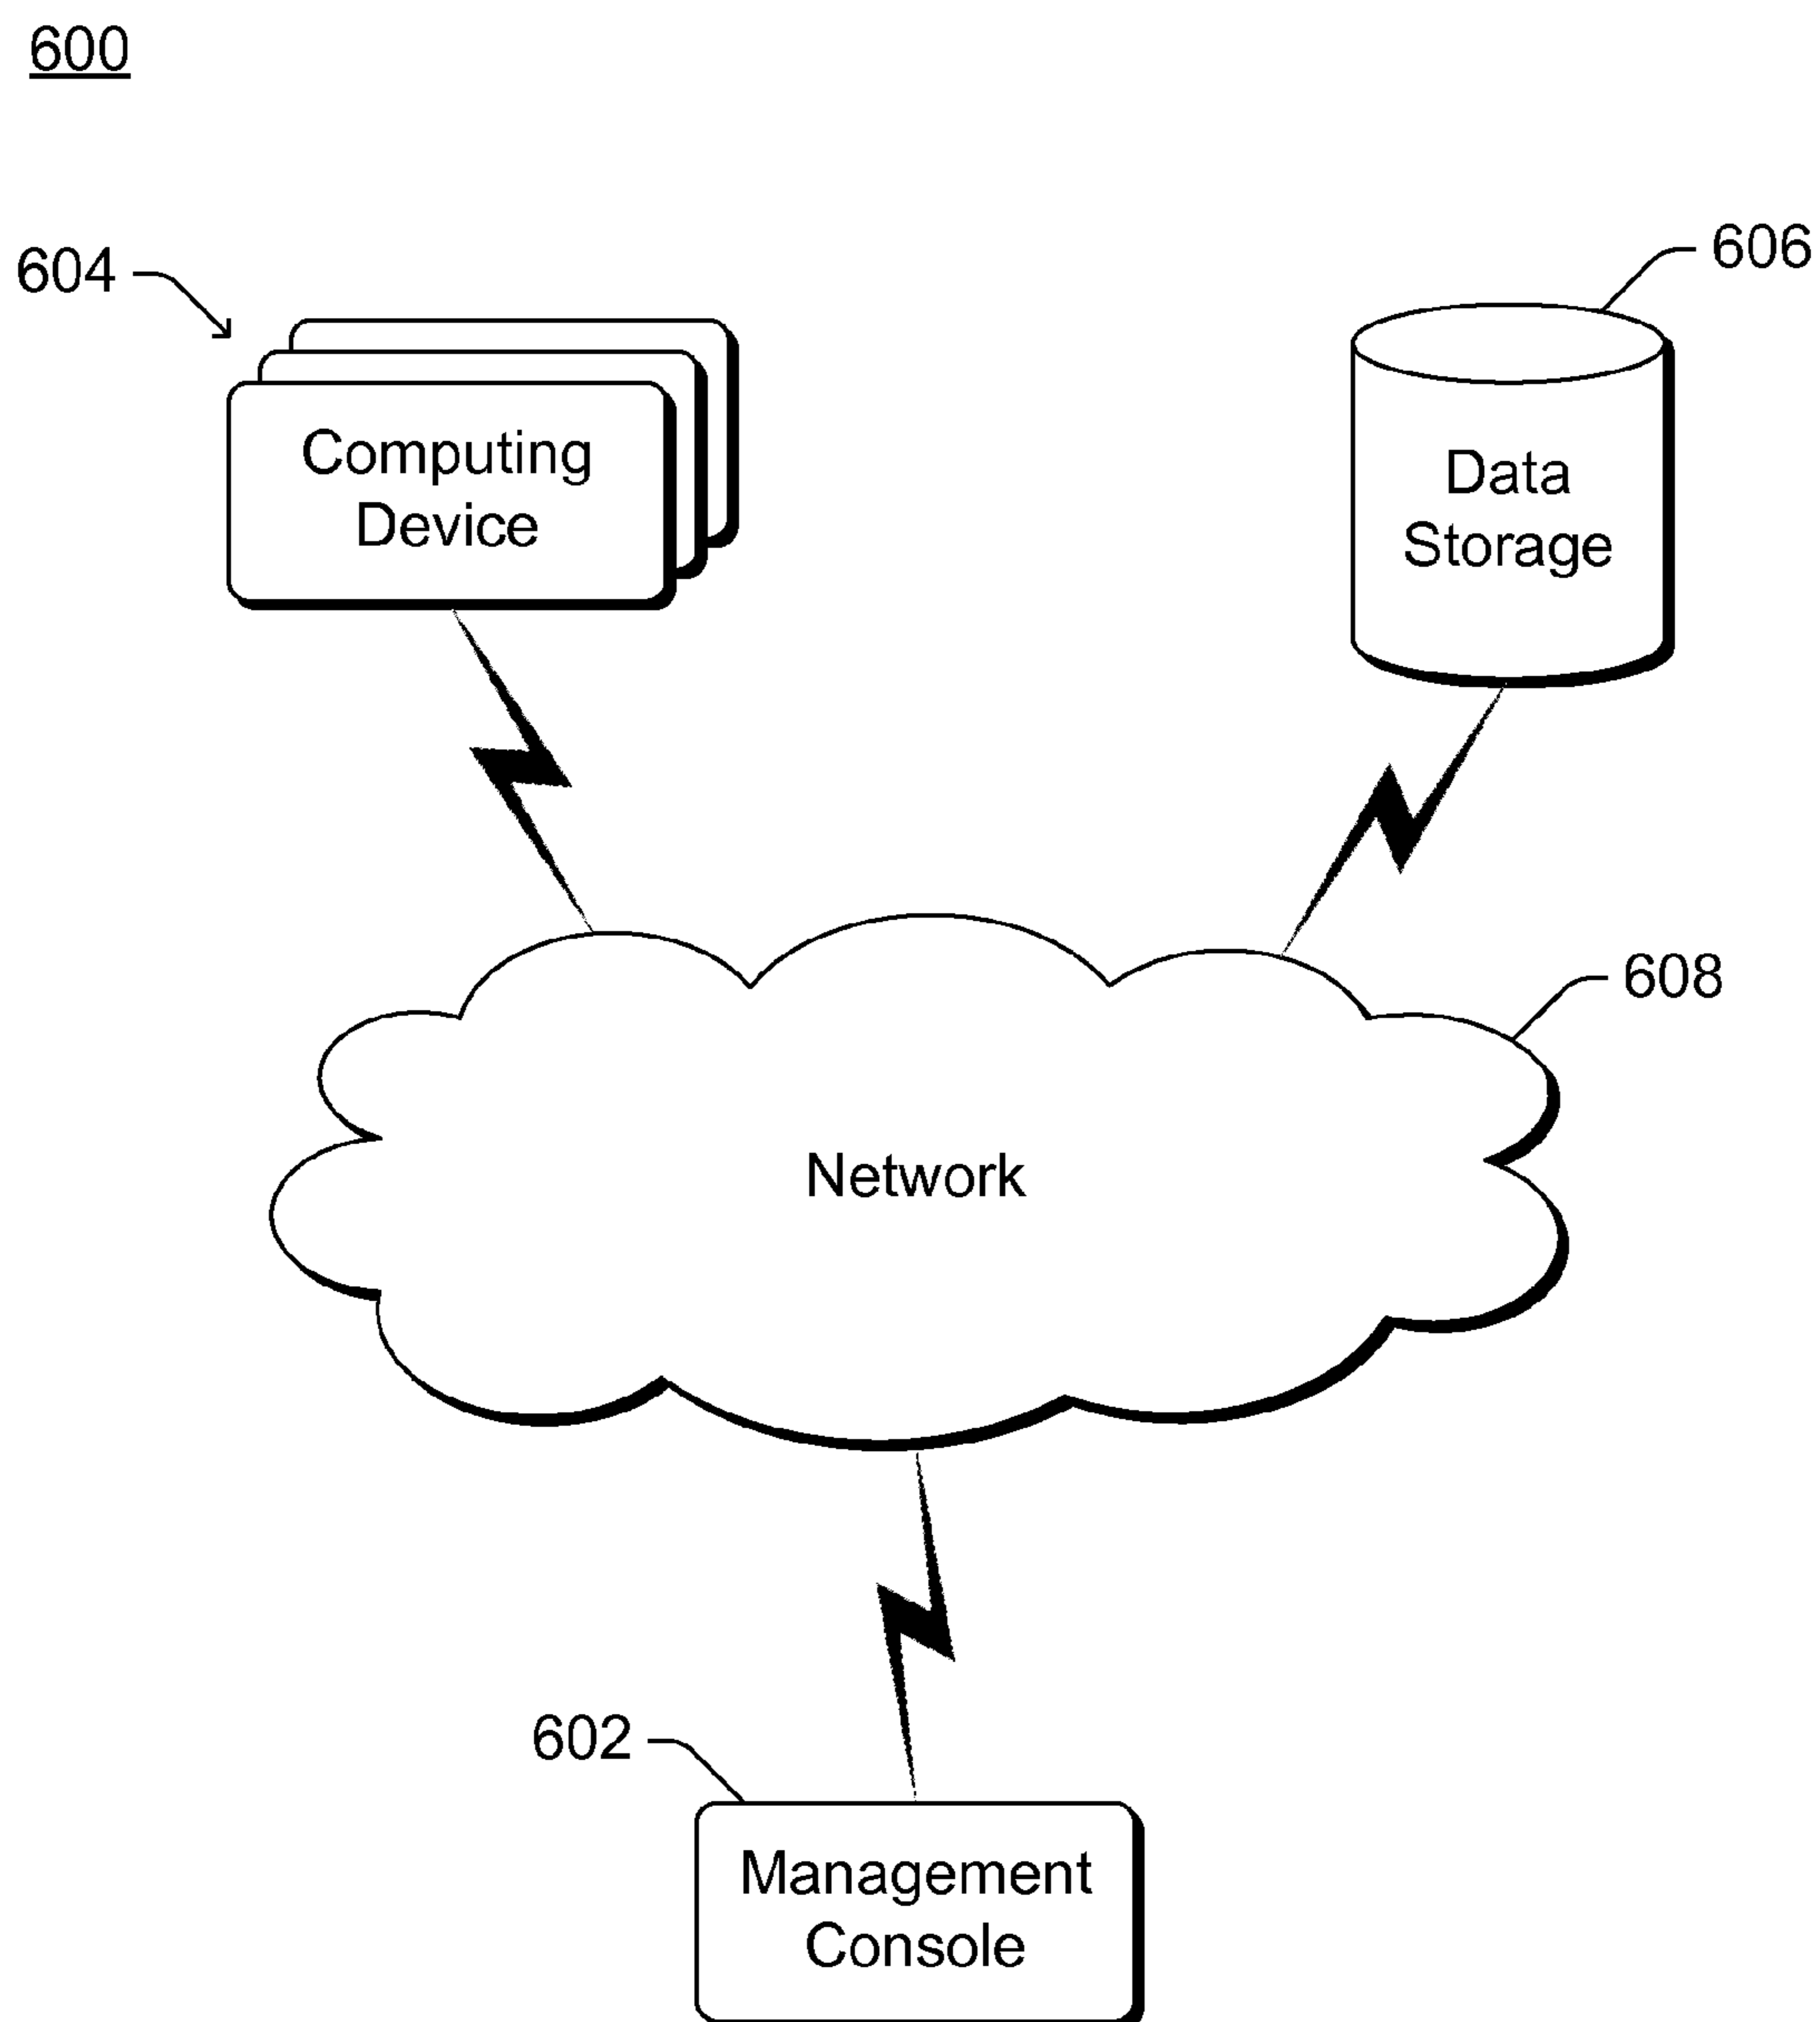 600
604
606
Computing
Device
Data
Storage
608
Network
602
Management
Console